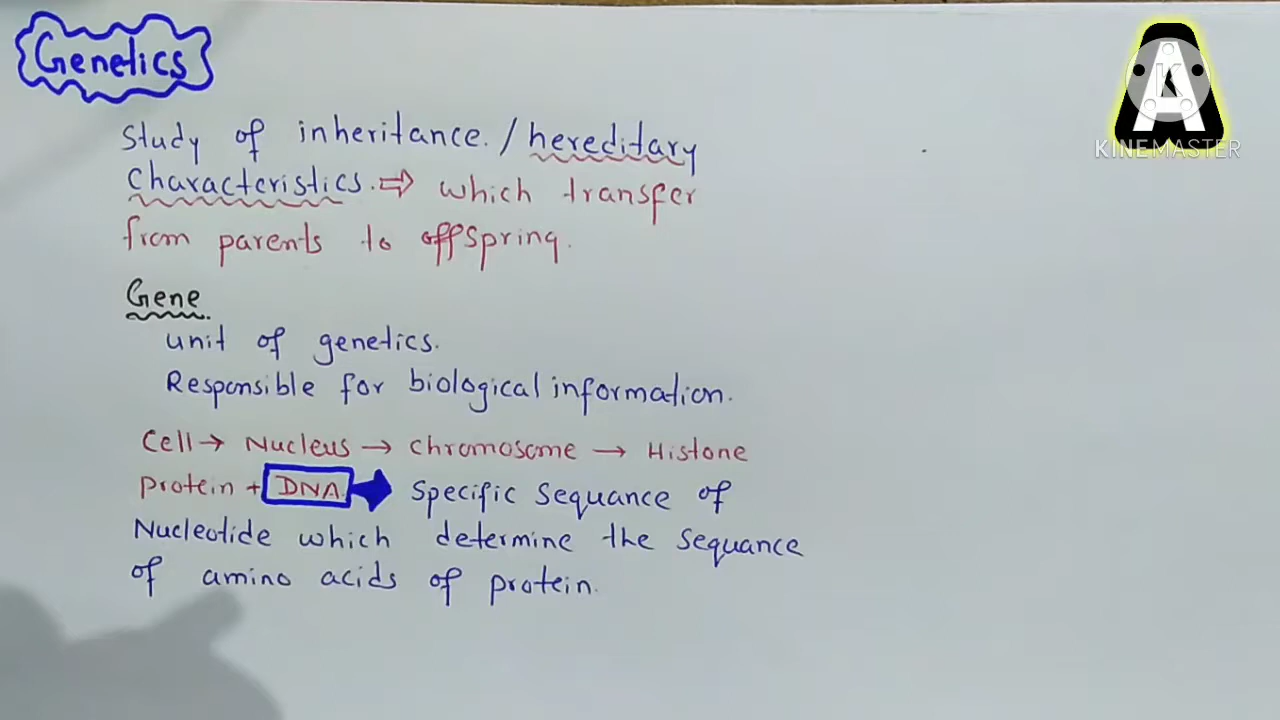 Genetics
Study of inheritance./hereditary
Characteristics. ⇒ which transfer
from parents to offspring.
Gene
unit of genetics.
Responsible for biological information.
Cell → Nucleus → chromosome → Histone
protein + DNA → Specific Sequance of
Nucleotide which determine the sequance
of amino acids of protein.
A
K
KINEMASTER